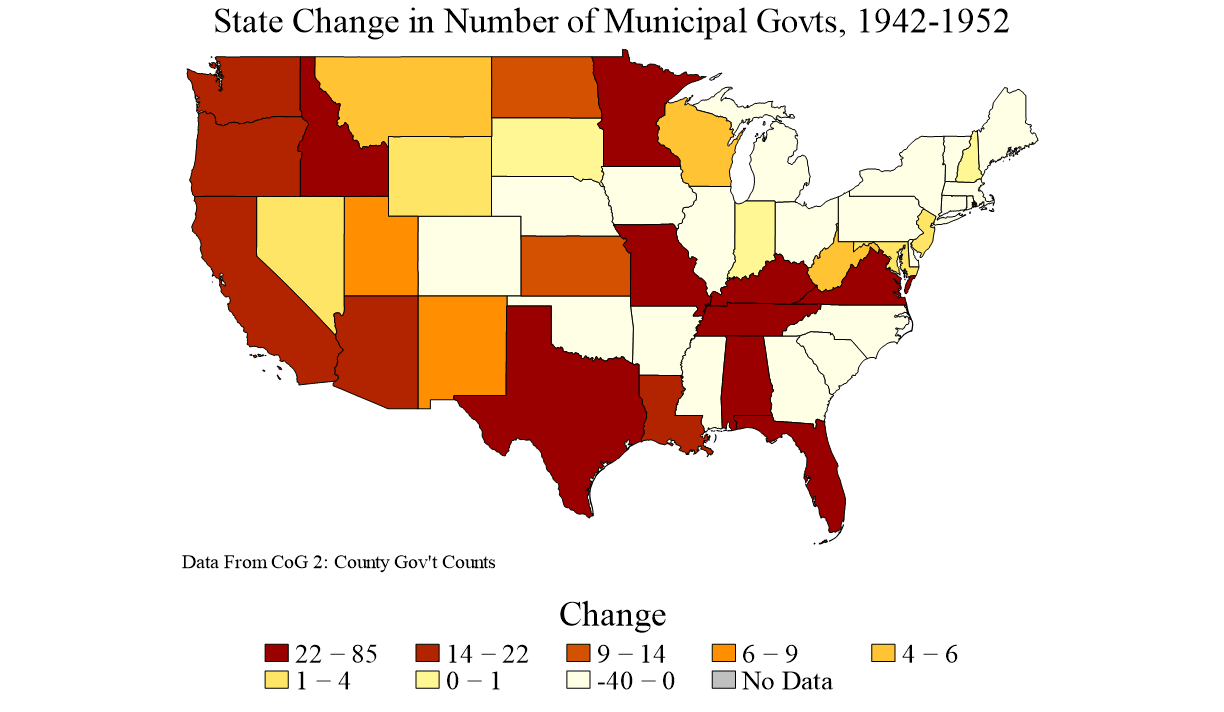 State Change in Number of Municipal Govts, 1942-1952
Data From CoG 2: County Gov't Counts
Change
22 − 85 14 − 22 9 − 14 6 − 9 4 − 6
1 − 4 0 − 1 -40 − 0 No Data